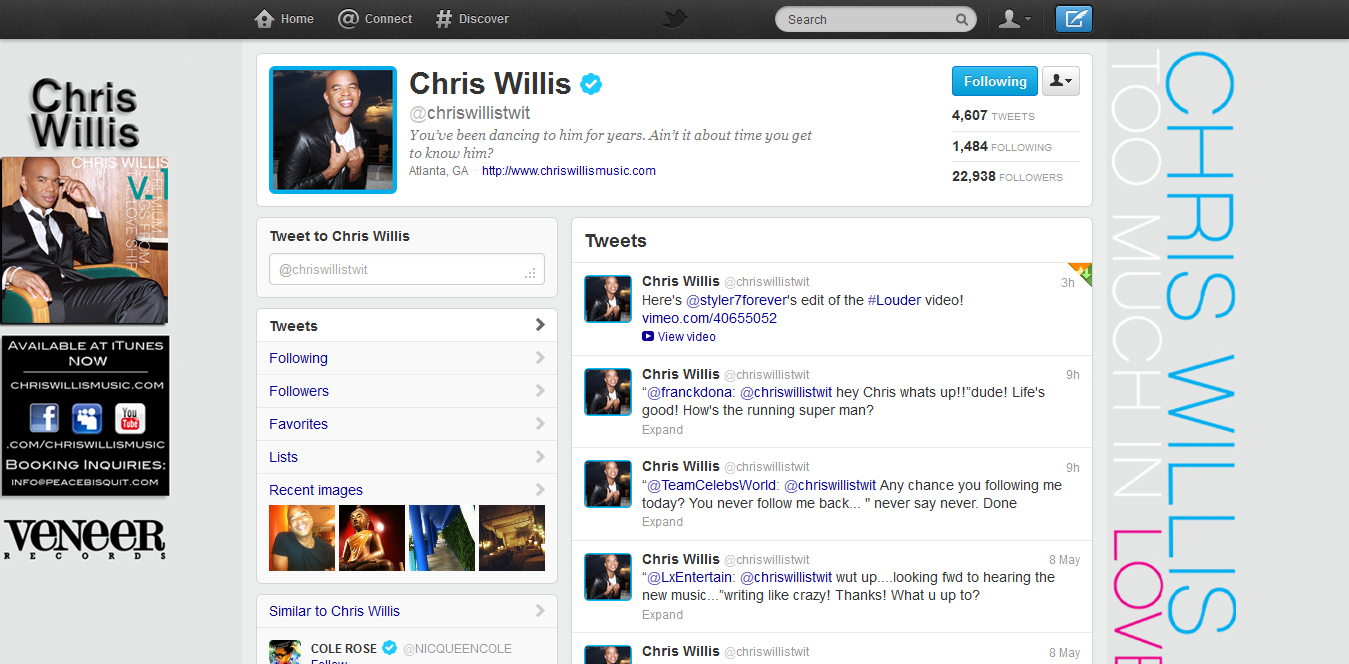 Home
Connect
Discover
Search
Chris
Willis
CHRIS WILLIS
V.1
PREMIUM
SONGS FROM
LOVE SHIP
AVAILABLE AT ITUNES
NOW
CHRISWILLISMUSIC.COM
You
Tube
.COM/CHRISWILLISMUSIC
BOOKING INQUIRIES:
INFO@PEACEBISQUIT.COM
VENEER
RECORDS
Chris Willis
@chriswillistwit
You've been dancing to him for years. Ain't it about time you get
to know him?
Atlanta, GA · http://www.chriswillismusic.com
Following
4,607 TWEETS
1,484 FOLLOWING
22,938 FOLLOWERS
Tweet to Chris Willis
@chriswillistwit
Tweets
Following
Followers
Favorites
Lists
Recent images
Similar to Chris Willis
COLE ROSE @NICQUEENCOLE
Follow
Tweets
Chris Willis @chriswillistwit 3h
Here's @styler7forever's edit of the #Louder video!
vimeo.com/40655052
View video
Chris Willis @chriswillistwit 9h
“@franckdona: @chriswillistwit hey Chris whats up!!”dude! Life's
good! How's the running super man?
Expand
Chris Willis @chriswillistwit 9h
“@TeamCelebsWorld: @chriswillistwit Any chance you following me
today? You never follow me back... " never say never. Done
Expand
Chris Willis @chriswillistwit 8 May
“@LxEntertain: @chriswillistwit wut up....looking fwd to hearing the
new music...”writing like crazy! Thanks! What u up to?
Expand
Chris Willis @chriswillistwit 8 May
TOO MUCH IN LOVE
CHRIS WILLIS